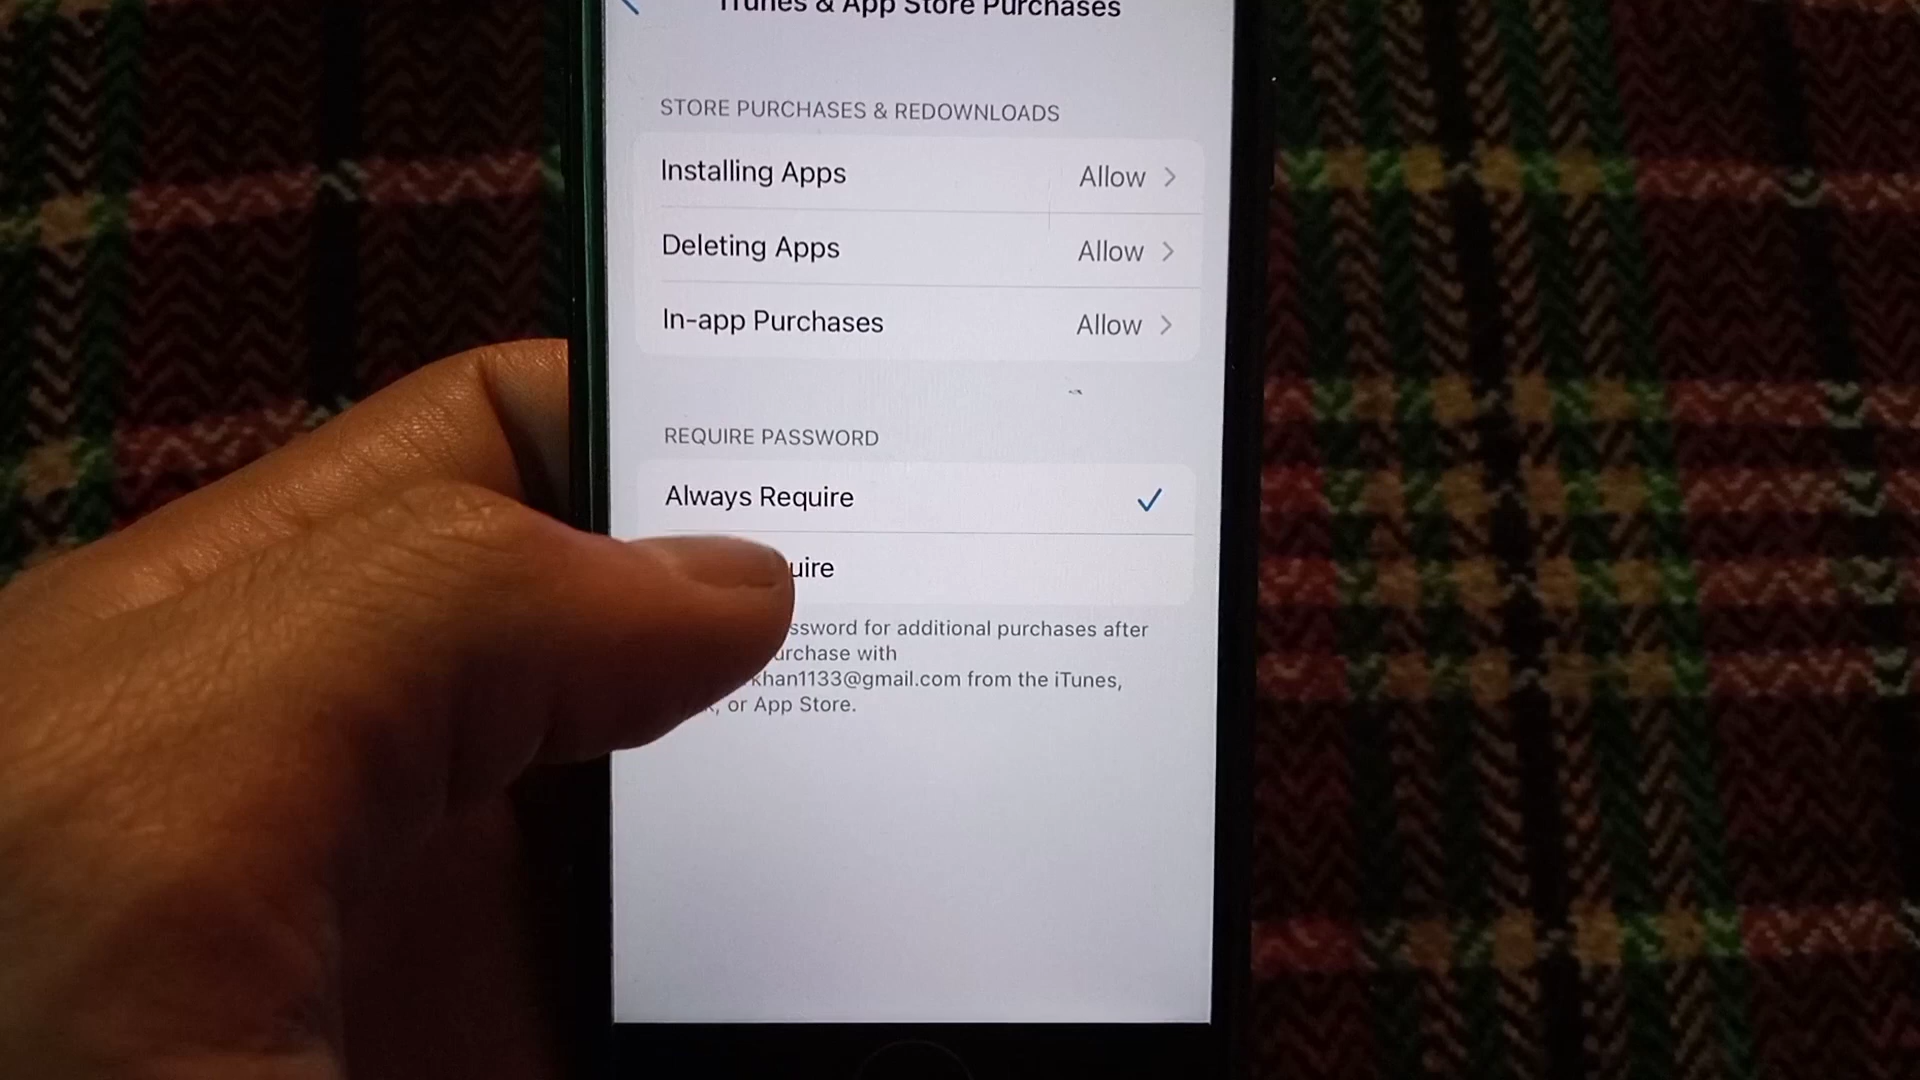 iTunes & App Store Purchases
STORE PURCHASES & REDOWNLOADS
Installing Apps Allow
Deleting Apps Allow
In-app Purchases Allow
REQUIRE PASSWORD
Always Require
uire
ssword for additional purchases after
urchase with
khan1133@gmail.com from the iTunes,
, or App Store.